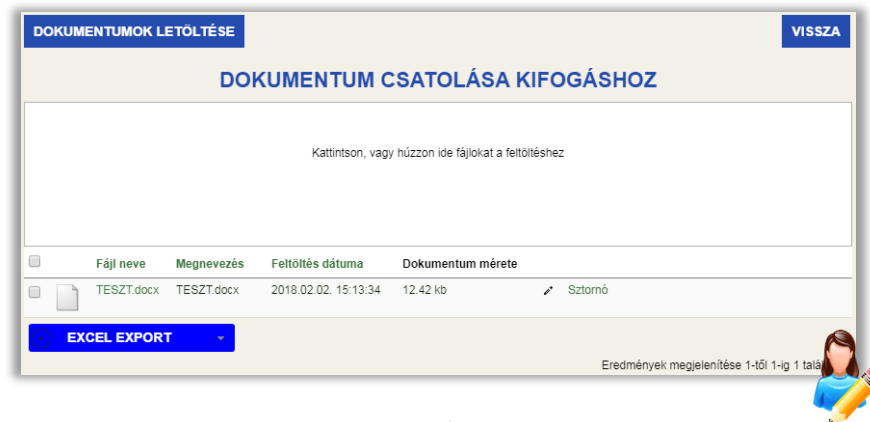 DOKUMENTUMOK LETÖLTÉSE VISSZA
DOKUMENTUM CSATOLÁSA KIFOGÁSHOZ
Kattintson, vagy húzzon ide fájlokat a feltöltéshez
Fájl neve Megnevezés Feltöltés dátuma Dokumentum mérete
TESZT.docx TESZT.docx 2018.02.02. 15:13:34 12.42 kb Sztornó
EXCEL EXPORT
Eredmények megjelenítése 1-től 1-ig 1